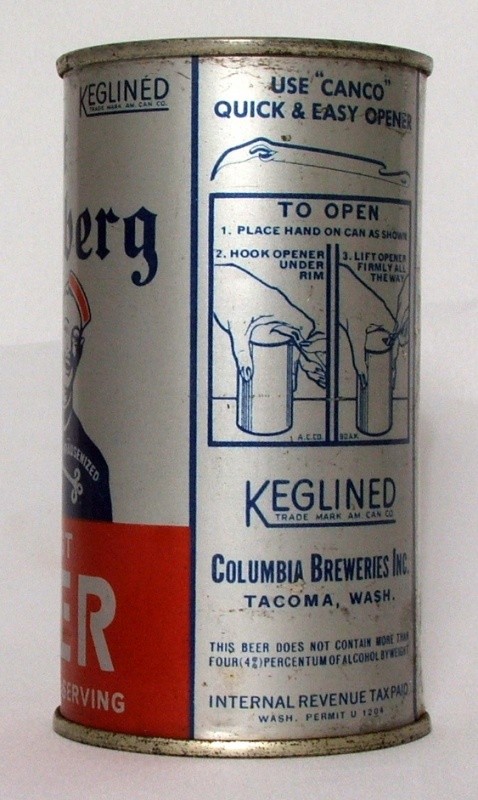 KEGLINED
TRADE MARK AM. CAN CO.
berg
SERVING
USE "CANCO"
QUICK & EASY OPENER
TO OPEN
1. PLACE HAND ON CAN AS SHOWN
2. HOOK OPENER
UNDER
RIM
3. LIFT OPENER
FIRMLY ALL
THE WAY
A.C.CO.
KEGLINED
TRADE MARK AM CAN CO
COLUMBIA BREWERIES INC.
TACOMA, WASH.
THIS BEER DOES NOT CONTAIN MORE THAN
FOUR (4%) PERCENTUM OF ALCOHOL BY WEIGHT
INTERNAL REVENUE TAX PAID
WASH. PERMIT U 1204